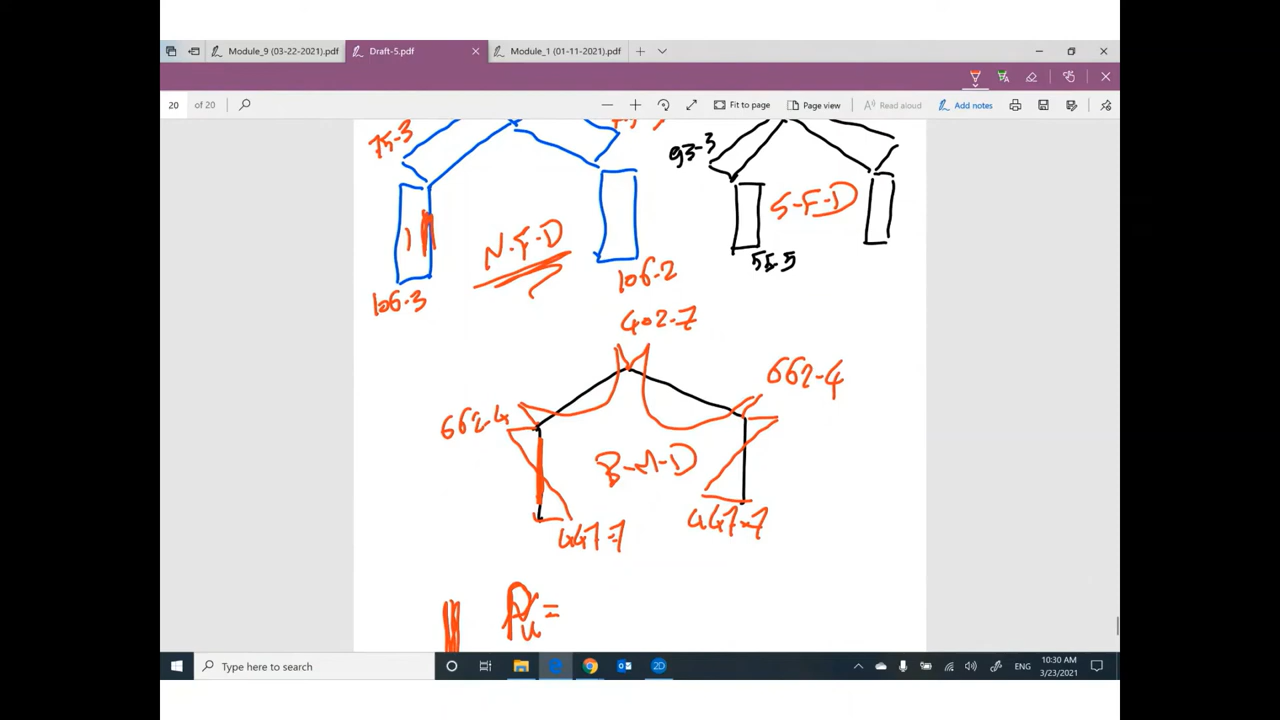 Module_9 (03-22-2021).pdf
Draft-5.pdf
Module_1 (01-11-2021).pdf
20 of 20
Fit to page
Page view
Read aloud
Add notes
75-3
93-3
N-F-D
S-F-D
55-5
106-3
106-2
402-7
662-4
662-4
B-M-D
447-7
447-7
Pu=
Type here to search
ENG
10:30 AM
3/23/2021